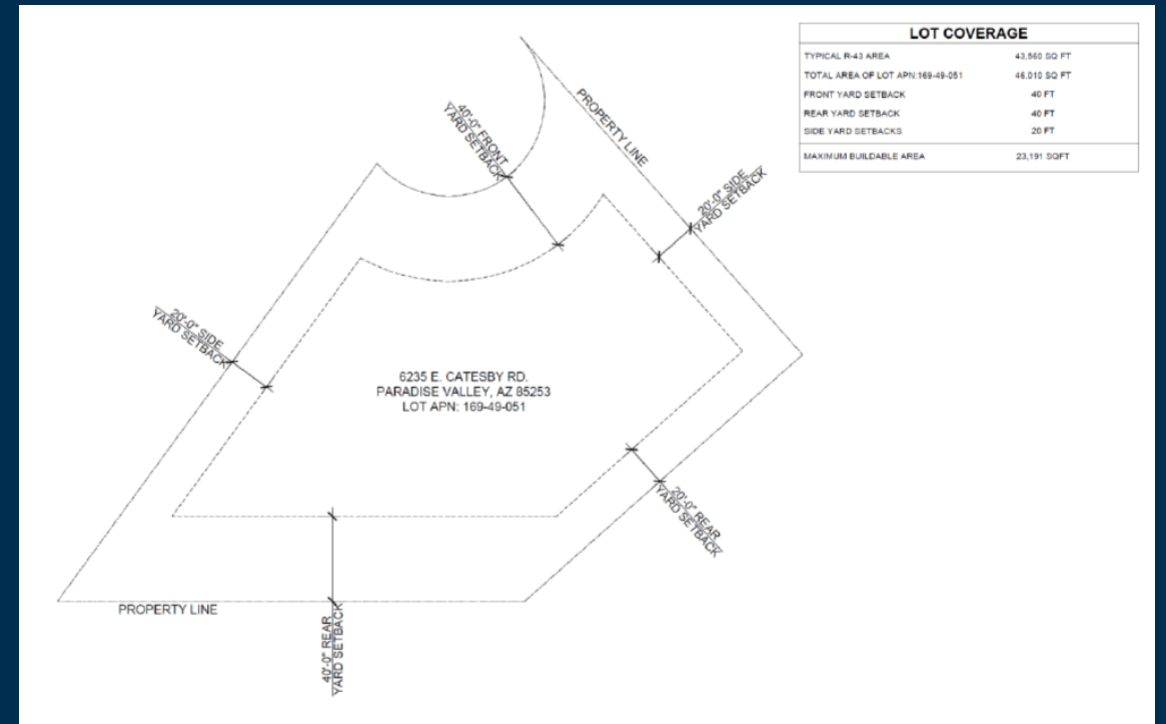 LOT COVERAGE
TYPICAL R-43 AREA 43,560 SQ FT
TOTAL AREA OF LOT APN:169-49-051 46,010 SQ FT
FRONT YARD SETBACK 40 FT
REAR YARD SETBACK 40 FT
SIDE YARD SETBACKS 20 FT
MAXIMUM BUILDABLE AREA 23,191 SQFT
PROPERTY LINE
40'-0" FRONT
YARD SETBACK
20'-0" SIDE
YARD SETBACK
20'-0" SIDE
YARD SETBACK
6235 E. CATESBY RD.
PARADISE VALLEY, AZ 85253
LOT APN: 169-49-051
20'-0" REAR
YARD SETBACK
PROPERTY LINE
40'-0" REAR
YARD SETBACK